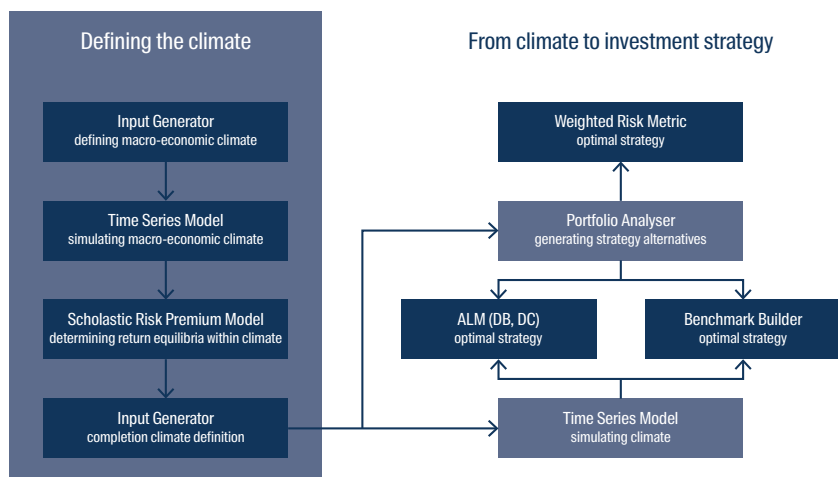 Defining the climate
Input Generator
defining macro-economic climate
Time Series Model
simulating macro-economic climate
Scholastic Risk Premium Model
determining return equilibria within climate
Input Generator
completion climate definition
From climate to investment strategy
Weighted Risk Metric
optimal strategy
Portfolio Analyser
generating strategy alternatives
ALM (DB, DC)
optimal strategy
Benchmark Builder
optimal strategy
Time Series Model
simulating climate